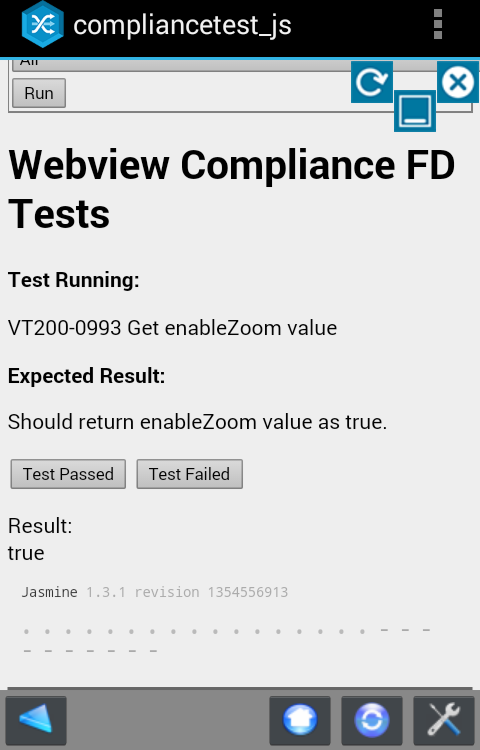 compliancetest_js
All
Run
Webview Compliance FD
Tests
Test Running:
VT200-0993 Get enableZoom value
Expected Result:
Should return enableZoom value as true.
Test Passed Test Failed
Result:
true
Jasmine 1.3.1 revision 1354556913